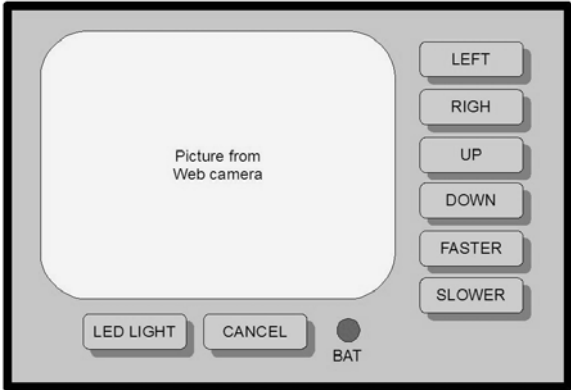 Picture from
Web camera
LEFT
RIGH
UP
DOWN
FASTER
SLOWER
LED LIGHT
CANCEL
BAT